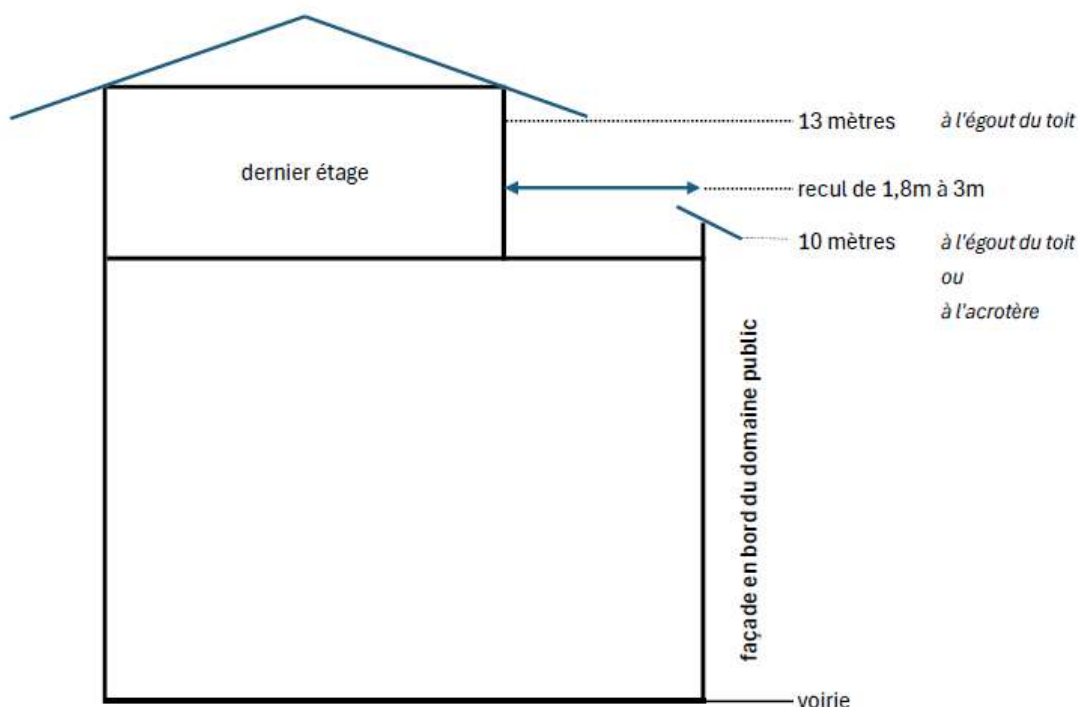 13 mètres à l'égout du toit
dernier étage
recul de 1,8m à 3m
10 mètres à l'égout du toit
ou
à l'acrotère
façade en bord du domaine public
voirie